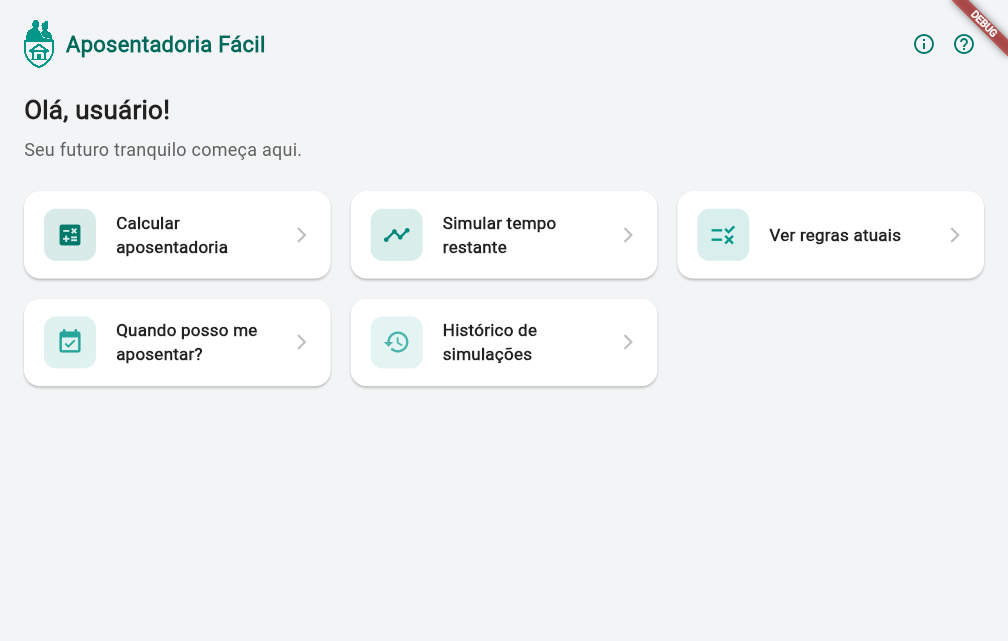 Aposentadoria Fácil
DEBUG
Olá, usuário!
Seu futuro tranquilo começa aqui.
Calcular
aposentadoria
Simular tempo
restante
Ver regras atuais
Quando posso me
aposentar?
Histórico de
simulações